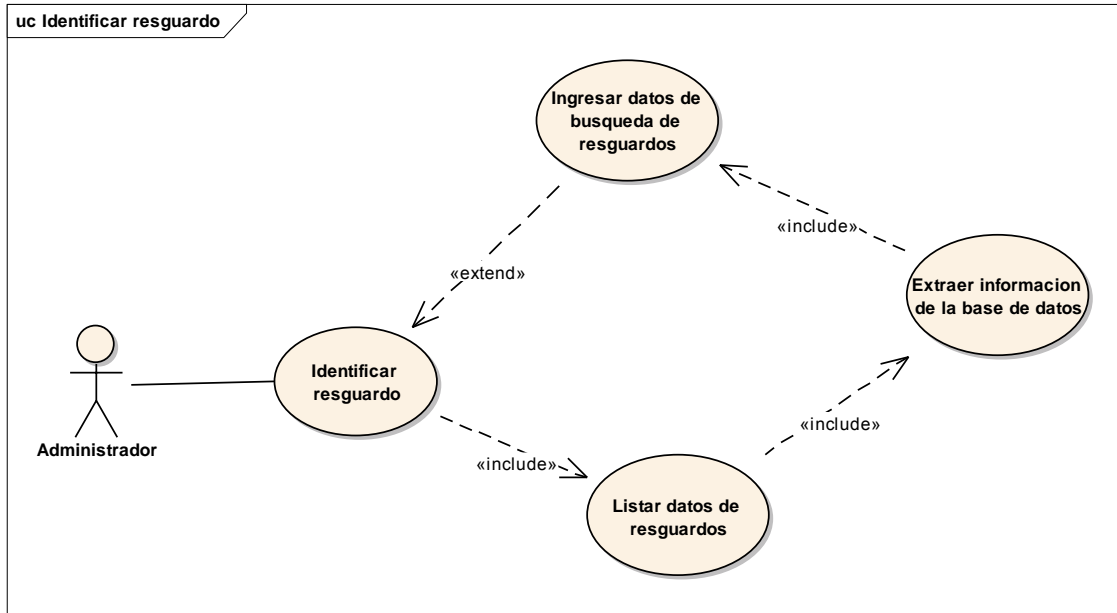 uc Identificar resguardo
Ingresar datos de
busqueda de
resguardos
«include»
«extend»
Extraer informacion
de la base de datos
Identificar
resguardo
Administrador
«include»
«include»
Listar datos de
resguardos